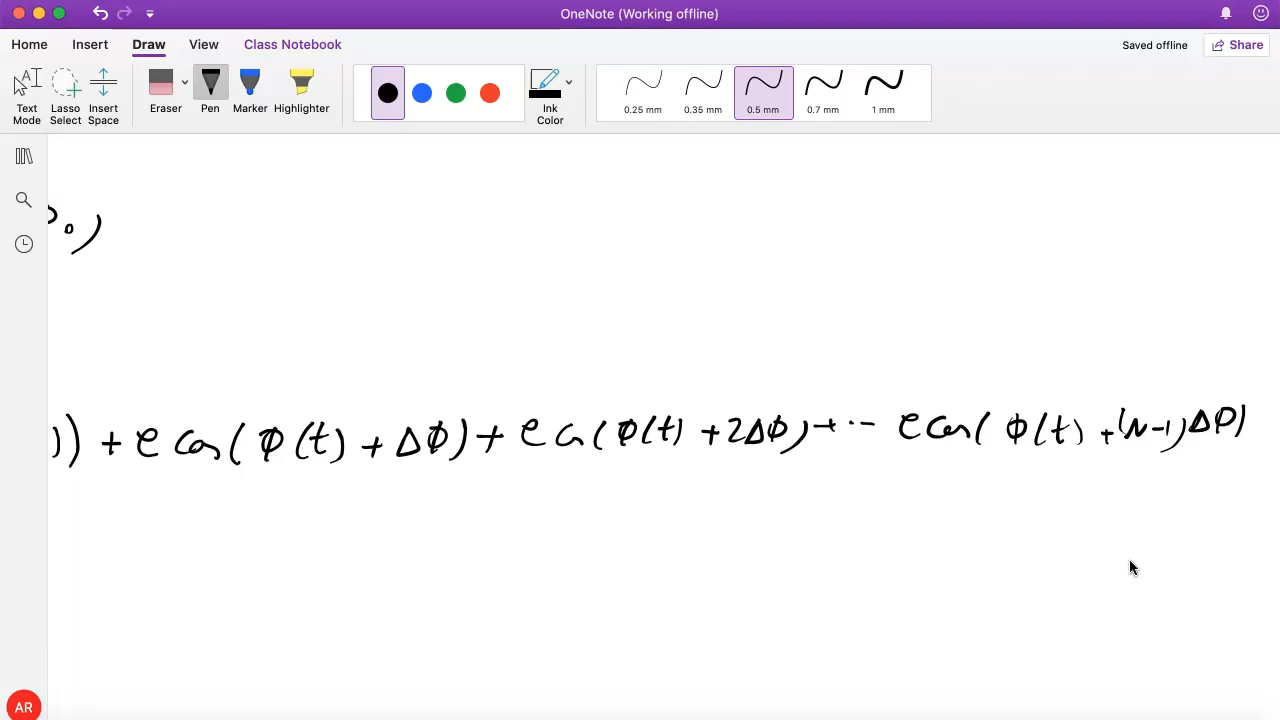 OneNote (Working offline)
Home Insert Draw View Class Notebook
Saved offline Share
Text Mode Lasso Select Insert Space Eraser Pen Marker Highlighter Ink Color 0.25 mm 0.35 mm 0.5 mm 0.7 mm 1 mm
)) + e cos(φ(t) + Δφ) + e cos(φ(t) + 2Δφ) + ... e cos(φ(t) + (N-1)Δφ)
AR